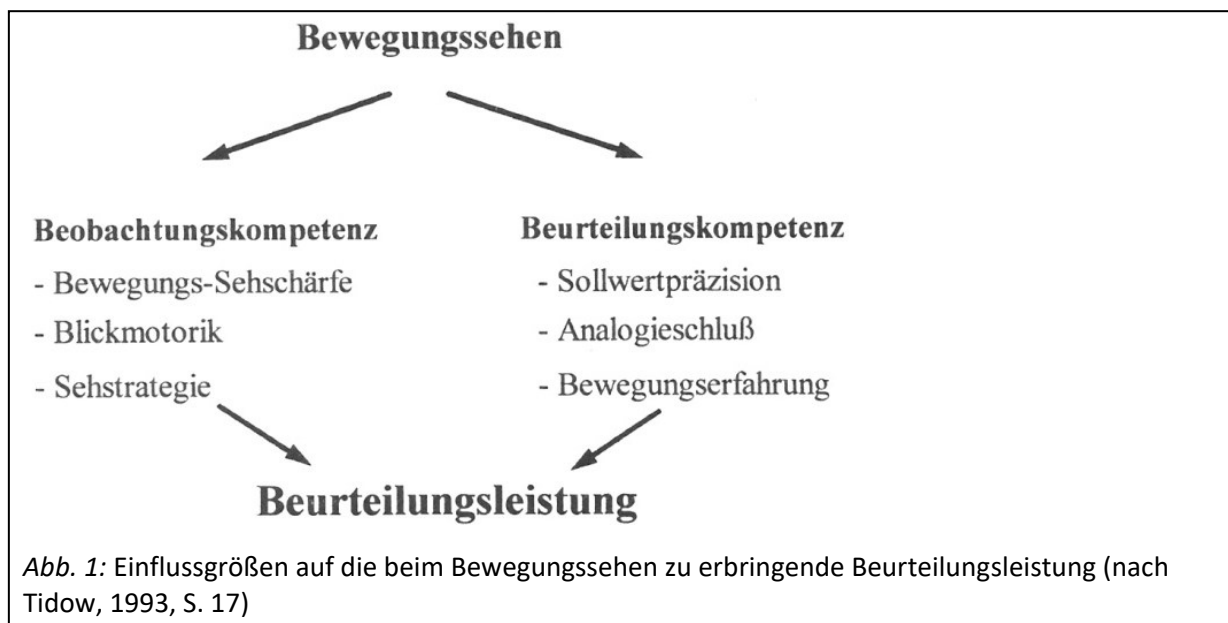 Bewegungssehen
Beobachtungskompetenz
- Bewegungs-Sehschärfe
- Blickmotorik
- Sehstrategie
Beurteilungskompetenz
- Sollwertpräzision
- Analogieschluß
- Bewegungserfahrung
Beurteilungsleistung
Abb. 1: Einflussgrößen auf die beim Bewegungssehen zu erbringende Beurteilungsleistung (nach
Tidow, 1993, S. 17)